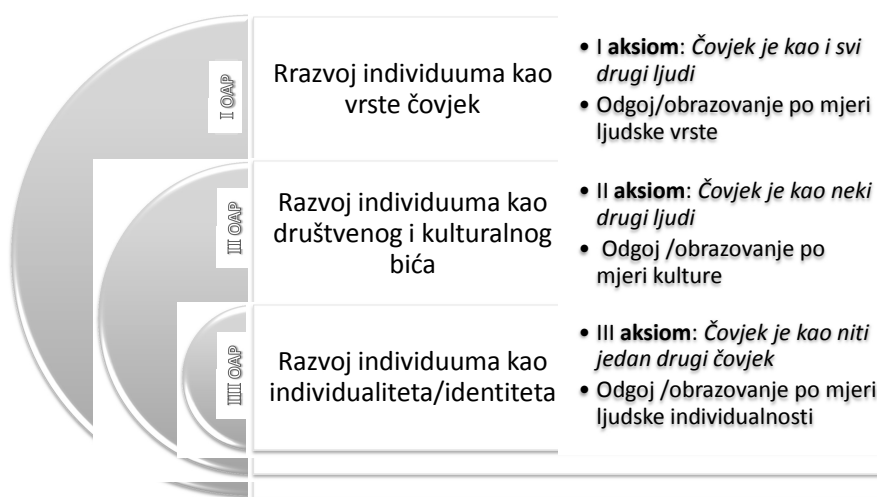 I OAP
Rrazvoj individuuma kao
vrste čovjek
• I aksiom: Čovjek je kao i svi
drugi ljudi
• Odgoj/obrazovanje po mjeri
ljudske vrste
II OAP
Razvoj individuuma kao
društvenog i kulturalnog
bića
• II aksiom: Čovjek je kao neki
drugi ljudi
• Odgoj /obrazovanje po
mjeri kulture
III OAP
Razvoj individuuma kao
individualiteta/identiteta
• III aksiom: Čovjek je kao niti
jedan drugi čovjek
• Odgoj /obrazovanje po mjeri
ljudske individualnosti